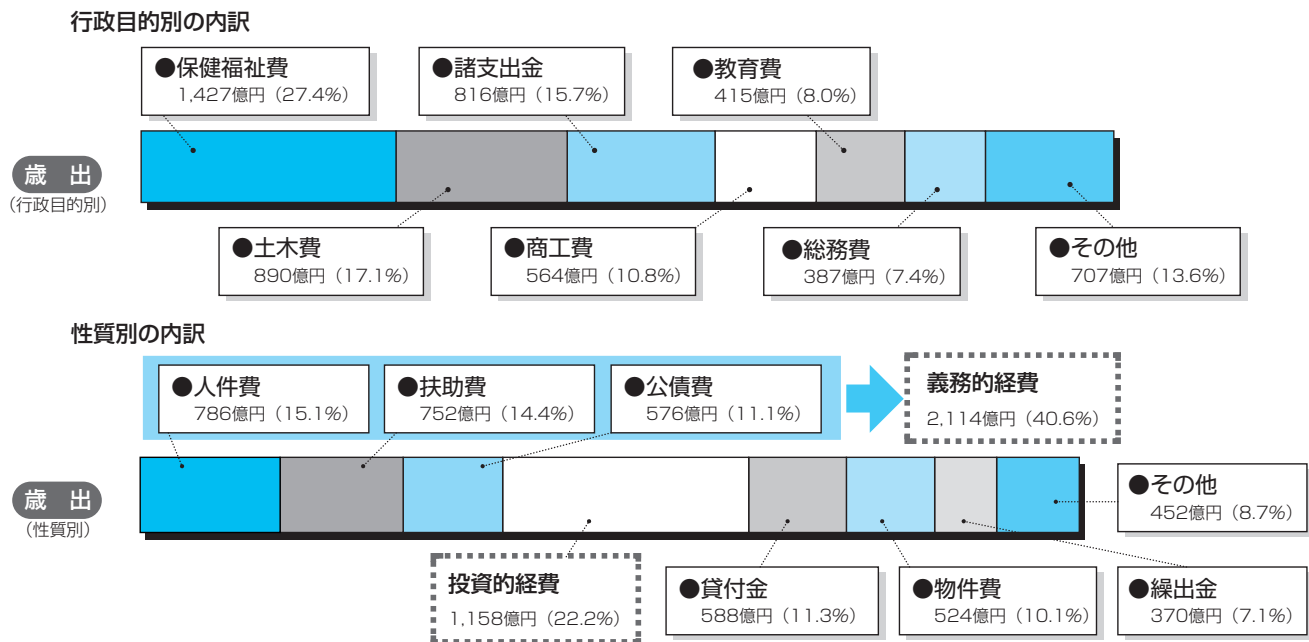 行政目的別の内訳
●保健福祉費
1,427億円（27.4%）
●諸支出金
816億円（15.7%）
●教育費
415億円（8.0%）
歳 出
（行政目的別）
●土木費
890億円（17.1%）
●商工費
564億円（10.8%）
●総務費
387億円（7.4%）
●その他
707億円（13.6%）
性質別の内訳
●人件費
786億円（15.1%）
●扶助費
752億円（14.4%）
●公債費
576億円（11.1%）
義務的経費
2,114億円（40.6%）
歳 出
（性質別）
●その他
452億円（8.7%）
投資的経費
1,158億円（22.2%）
●貸付金
588億円（11.3%）
●物件費
524億円（10.1%）
●繰出金
370億円（7.1%）